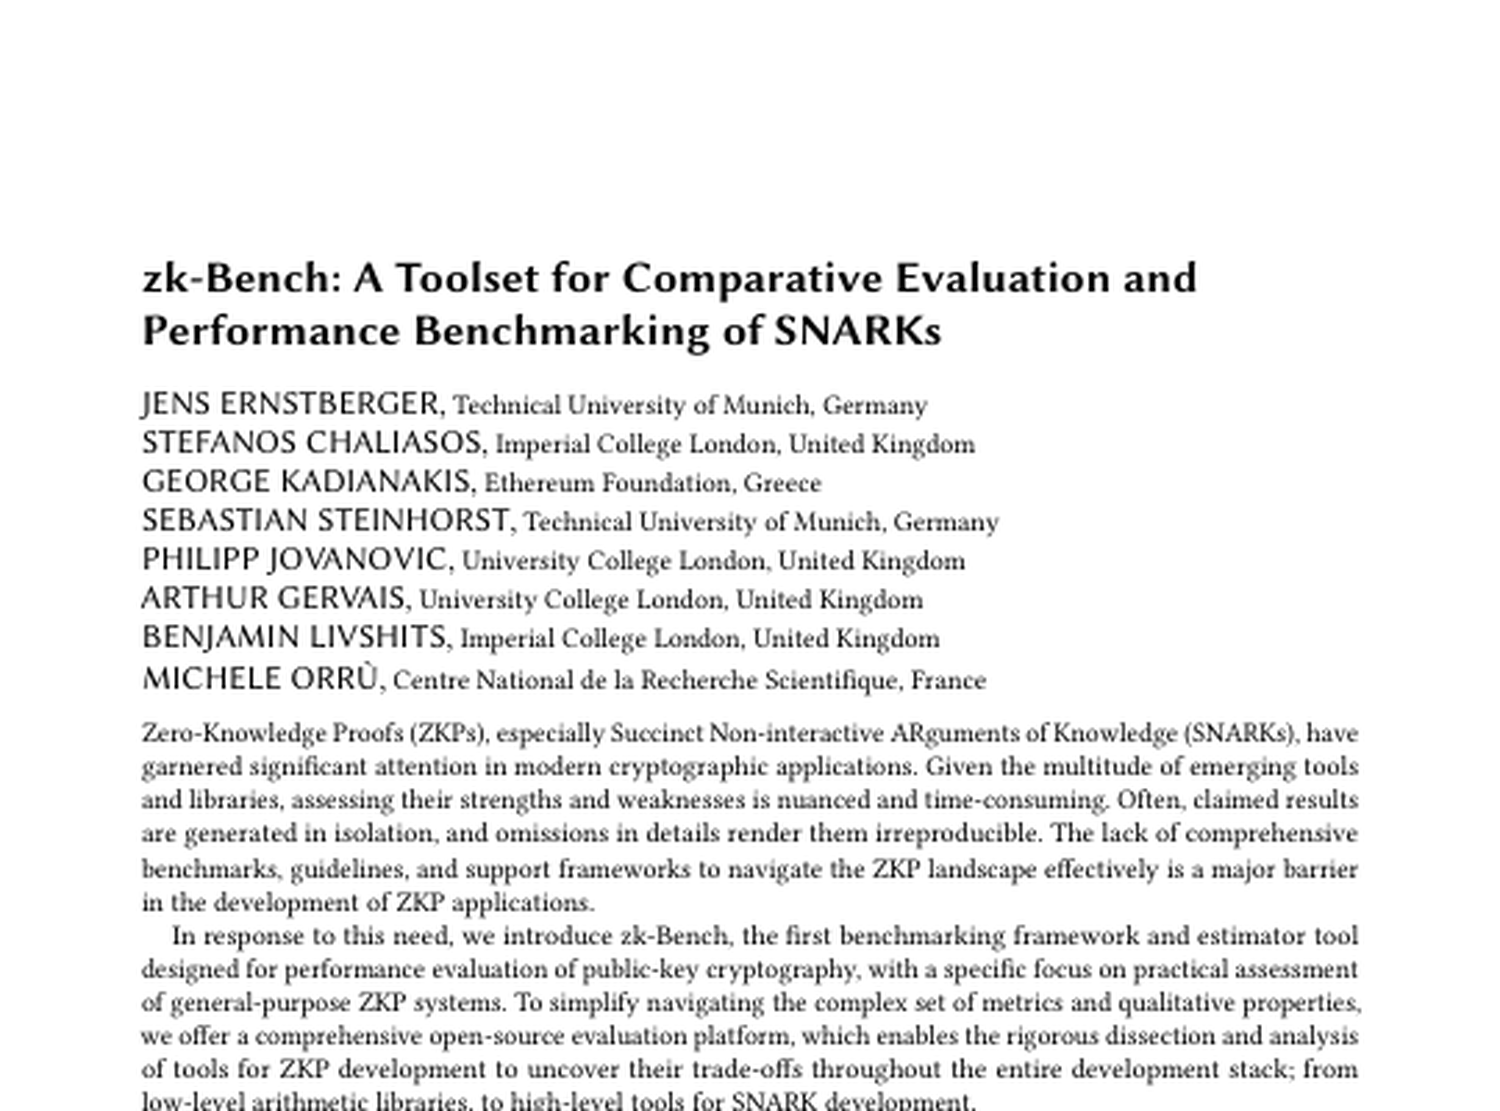 zk-Bench: A Toolset for Comparative Evaluation and
Performance Benchmarking of SNARKs
JENS ERNSTBERGER, Technical University of Munich, Germany
STEFANOS CHALIASOS, Imperial College London, United Kingdom
GEORGE KADIANAKIS, Ethereum Foundation, Greece
SEBASTIAN STEINHORST, Technical University of Munich, Germany
PHILIPP JOVANOVIC, University College London, United Kingdom
ARTHUR GERVAIS, University College London, United Kingdom
BENJAMIN LIVSHITS, Imperial College London, United Kingdom
MICHELE ORRÙ, Centre National de la Recherche Scientifique, France
Zero-Knowledge Proofs (ZKPs), especially Succinct Non-interactive ARguments of Knowledge (SNARKs), have
garnered significant attention in modern cryptographic applications. Given the multitude of emerging tools
and libraries, assessing their strengths and weaknesses is nuanced and time-consuming. Often, claimed results
are generated in isolation, and omissions in details render them irreproducible. The lack of comprehensive
benchmarks, guidelines, and support frameworks to navigate the ZKP landscape effectively is a major barrier
in the development of ZKP applications.
In response to this need, we introduce zk-Bench, the first benchmarking framework and estimator tool
designed for performance evaluation of public-key cryptography, with a specific focus on practical assessment
of general-purpose ZKP systems. To simplify navigating the complex set of metrics and qualitative properties,
we offer a comprehensive open-source evaluation platform, which enables the rigorous dissection and analysis
of tools for ZKP development to uncover their trade-offs throughout the entire development stack; from
low-level arithmetic libraries, to high-level tools for SNARK development.